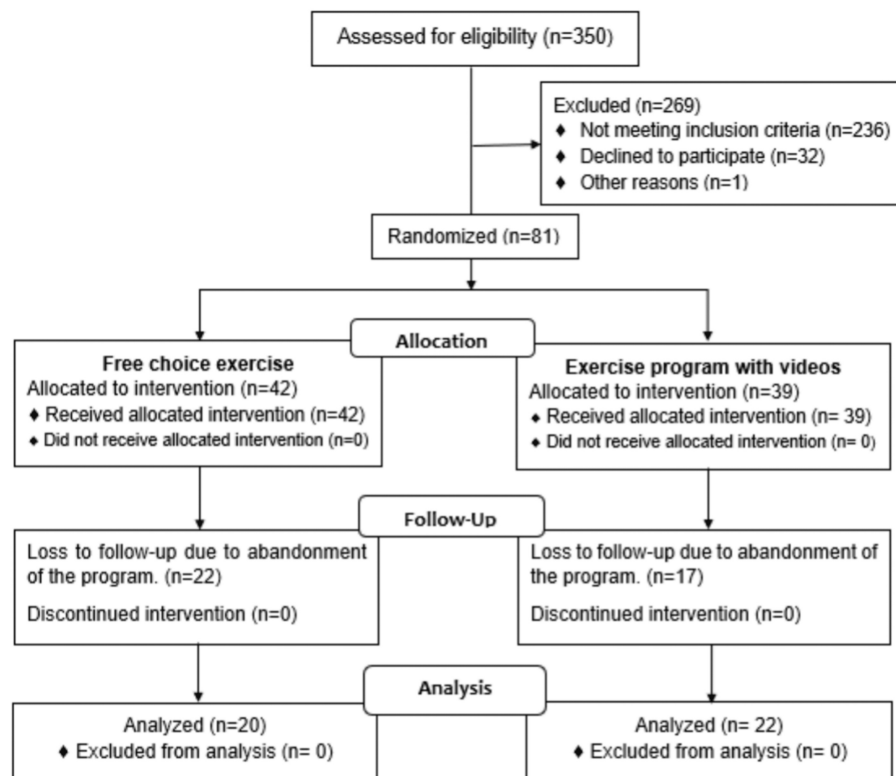 Assessed for eligibility (n=350)
Excluded (n=269)
♦ Not meeting inclusion criteria (n=236)
♦ Declined to participate (n=32)
♦ Other reasons (n=1)
Randomized (n=81)
Allocation
Free choice exercise
Allocated to intervention (n=42)
♦ Received allocated intervention (n=42)
♦ Did not receive allocated intervention (n=0)
Exercise program with videos
Allocated to intervention (n=39)
♦ Received allocated intervention (n= 39)
♦ Did not receive allocated intervention (n= 0)
Follow-Up
Loss to follow-up due to abandonment
of the program. (n=22)
Discontinued intervention (n=0)
Loss to follow-up due to abandonment of
the program. (n=17)
Discontinued intervention (n=0)
Analysis
Analyzed (n=20)
♦ Excluded from analysis (n= 0)
Analyzed (n= 22)
♦ Excluded from analysis (n= 0)